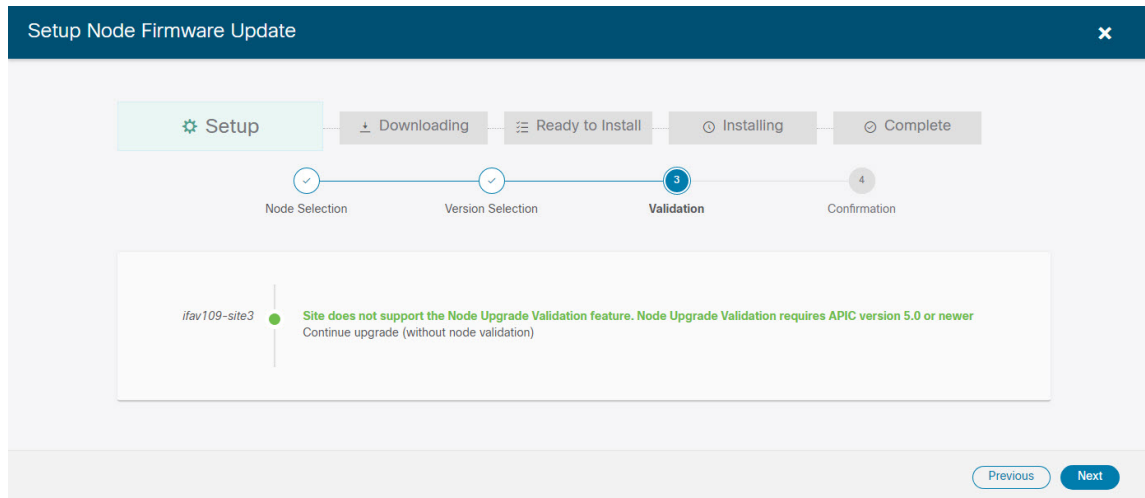 Setup Node Firmware Update
Setup
Downloading
Ready to Install
Installing
Complete
3
4
Node Selection
Version Selection
Validation
Confirmation
ifav109-site3
Site does not support the Node Upgrade Validation feature. Node Upgrade Validation requires APIC version 5.0 or newer
Continue upgrade (without node validation)
Previous
Next